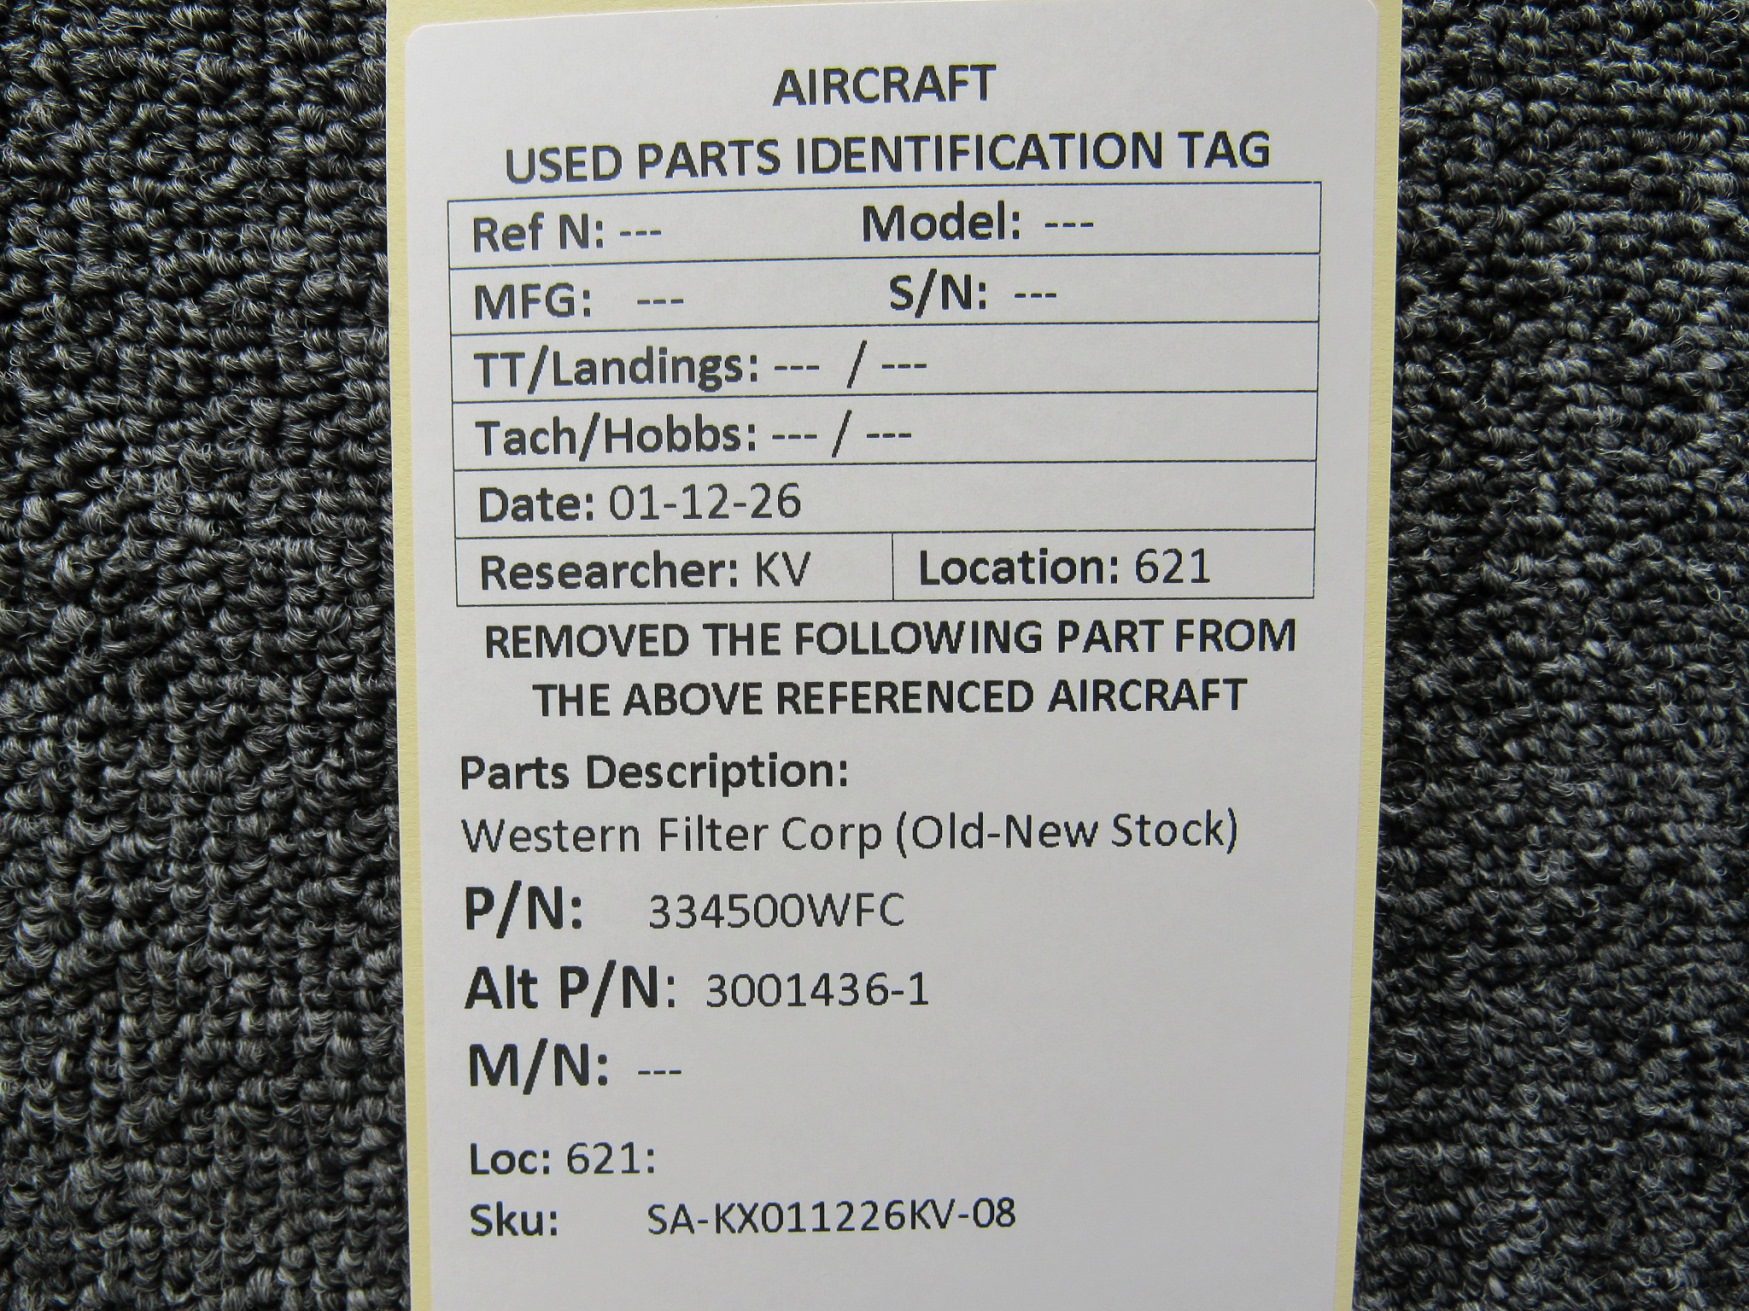 AIRCRAFT
USED PARTS IDENTIFICATION TAG
Ref N: --- Model: ---
MFG: --- S/N: ---
TT/Landings: --- / ---
Tach/Hobbs: --- / ---
Date: 01-12-26
Researcher: KV Location: 621
REMOVED THE FOLLOWING PART FROM
THE ABOVE REFERENCED AIRCRAFT
Parts Description:
Western Filter Corp (Old-New Stock)
P/N: 334500WFC
Alt P/N: 3001436-1
M/N: ---
Loc: 621:
Sku: SA-KX011226KV-08